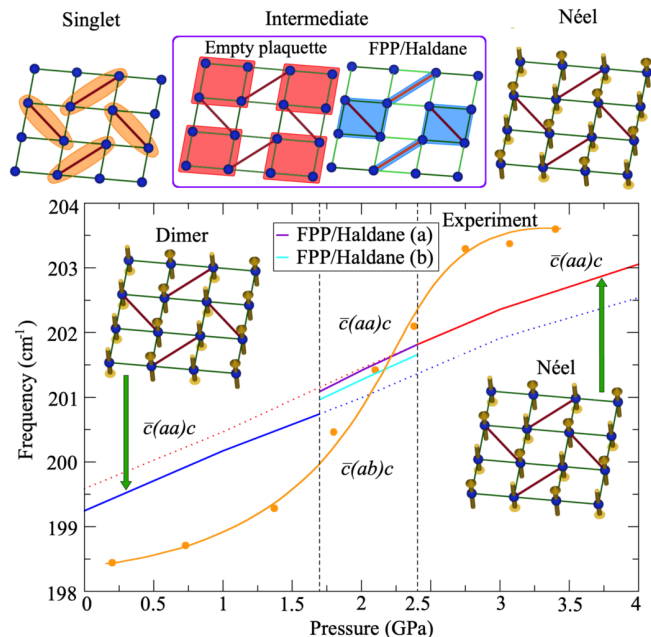 Singlet
Intermediate
Néel
Empty plaquette
FPP/Haldane
204
203
202
201
200
199
198
Frequency (cm⁻¹)
Dimer
FPP/Haldane (a)
FPP/Haldane (b)
Experiment
c̅(aa)c
c̅(aa)c
c̅(aa)c
c̅(ab)c
Néel
0
0.5
1
1.5
2
2.5
3
3.5
4
Pressure (GPa)